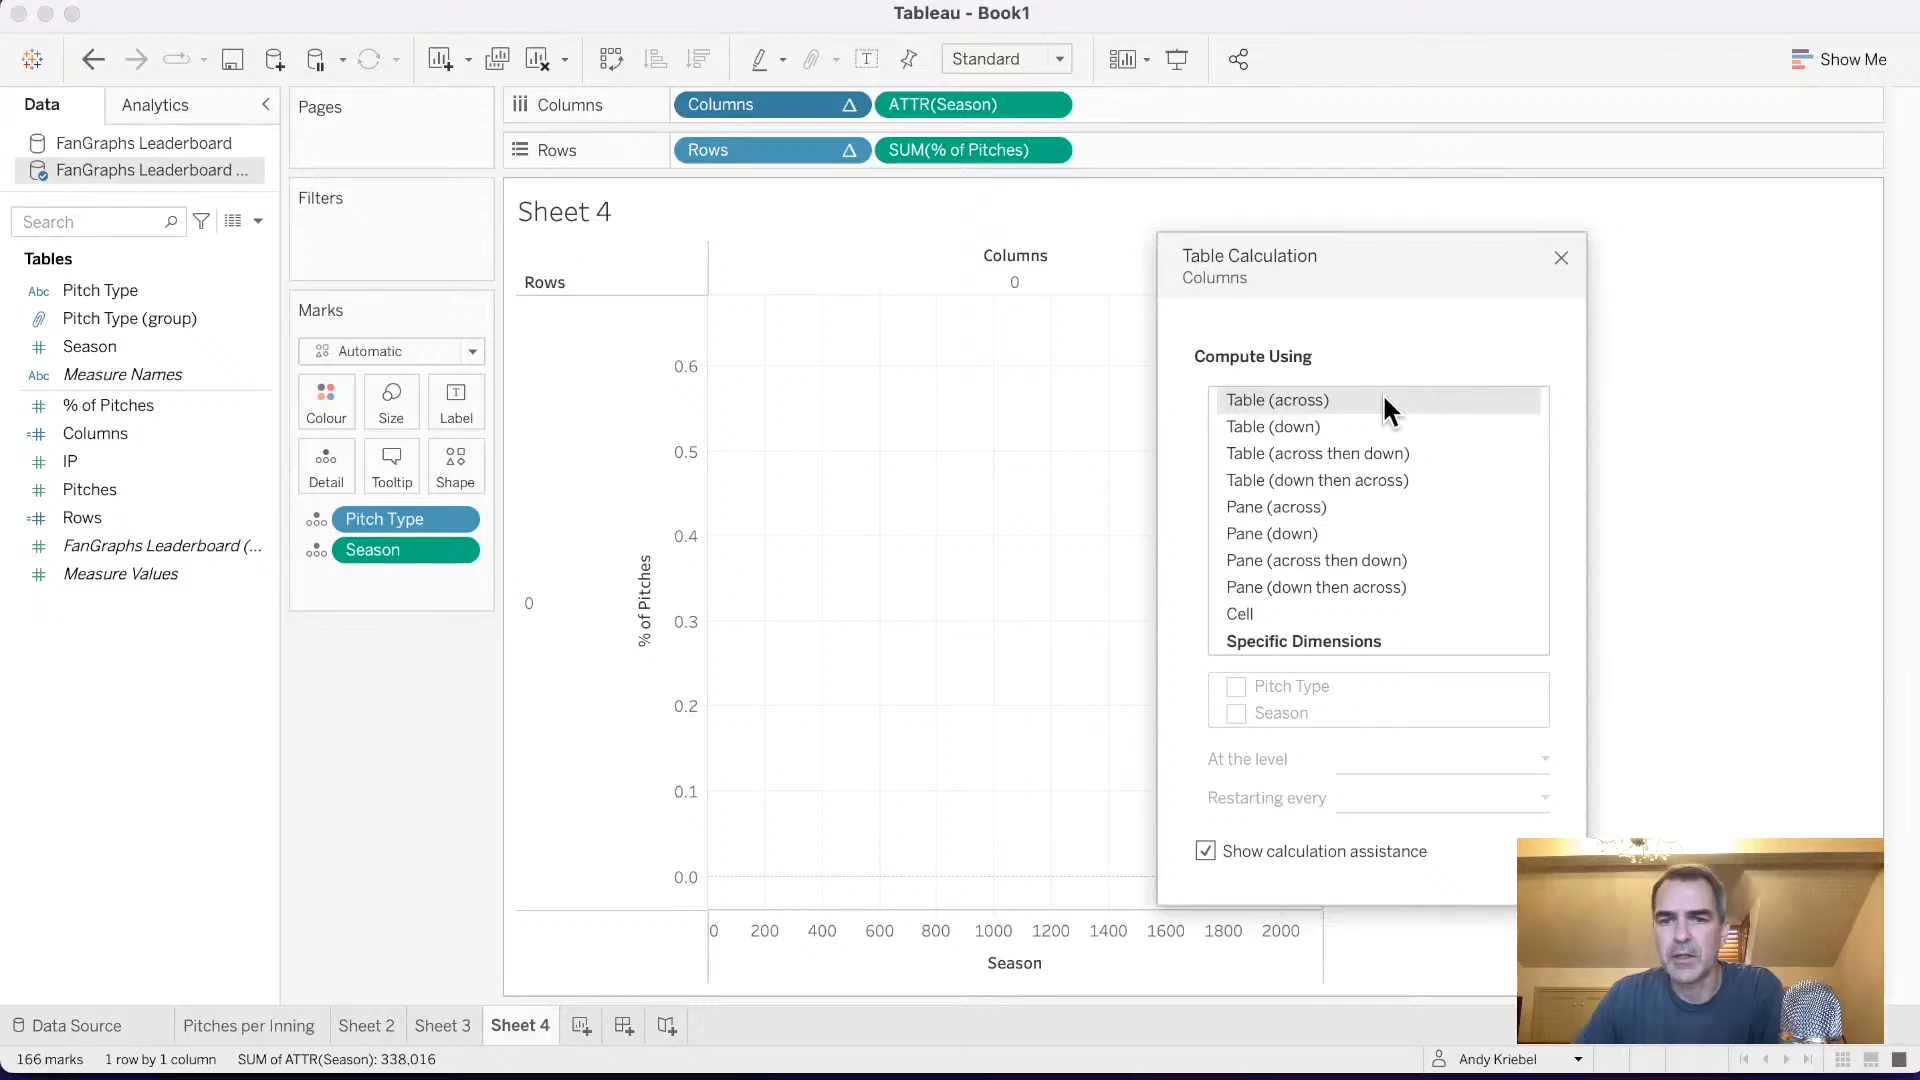 Tableau - Book1
Standard
Show Me
Data
Analytics
FanGraphs Leaderboard
FanGraphs Leaderboard ...
Search
Tables
Abc Pitch Type
Pitch Type (group)
Season
Abc Measure Names
% of Pitches
Columns
IP
Pitches
Rows
FanGraphs Leaderboard (...
Measure Values
Pages
Filters
Marks
Automatic
Colour
Size
Label
Detail
Tooltip
Shape
Pitch Type
Season
Columns
Columns
ATTR(Season)
Rows
Rows
SUM(% of Pitches)
Sheet 4
Columns
Rows
0
0.6
0.5
0.4
0.3
0.2
0.1
0.0
0
% of Pitches
0 200 400 600 800 1000 1200 1400 1600 1800 2000
Season
Table Calculation
Columns
Compute Using
Table (across)
Table (down)
Table (across then down)
Table (down then across)
Pane (across)
Pane (down)
Pane (across then down)
Pane (down then across)
Cell
Specific Dimensions
Pitch Type
Season
At the level
Restarting every
Show calculation assistance
Data Source
Pitches per Inning
Sheet 2
Sheet 3
Sheet 4
166 marks
1 row by 1 column
SUM of ATTR(Season): 338,016
Andy Kriebel